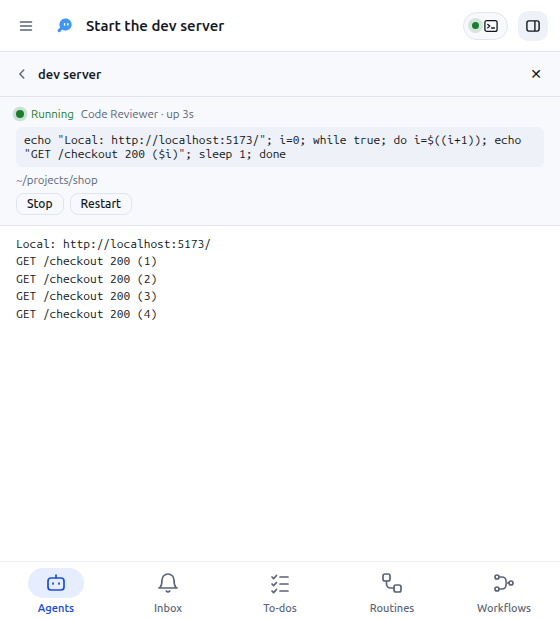 Start the dev server
dev server
Running Code Reviewer · up 3s
echo "Local: http://localhost:5173/"; i=0; while true; do i=$((i+1)); echo
"GET /checkout 200 ($i)"; sleep 1; done
~/projects/shop
Stop Restart
Local: http://localhost:5173/
GET /checkout 200 (1)
GET /checkout 200 (2)
GET /checkout 200 (3)
GET /checkout 200 (4)
Agents Inbox To-dos Routines Workflows